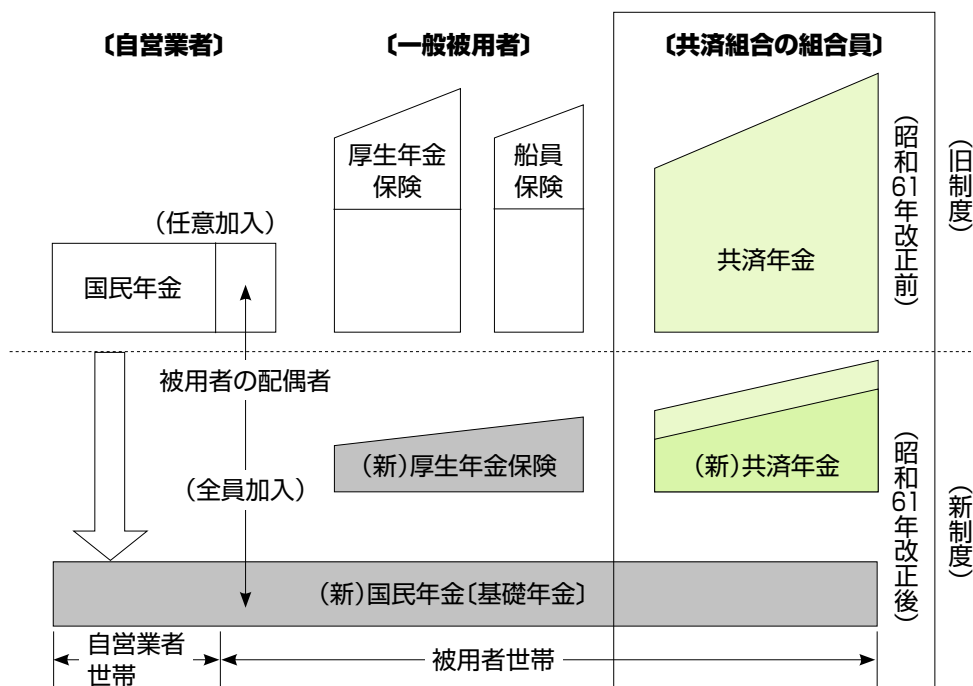 〔自営業者〕
〔一般被用者〕
〔共済組合の組合員〕
厚生年金
保険
船員
保険
(任意加入)
国民年金
共済年金
(昭和61年改正前)
(旧制度)
被用者の配偶者
(全員加入)
(新)厚生年金保険
(新)共済年金
(昭和61年改正後)
(新制度)
(新)国民年金〔基礎年金〕
自営業者
世帯
被用者世帯